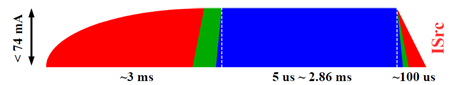 < 74 mA
ISrc
~3 ms
5 us ~ 2.86 ms
~100 us